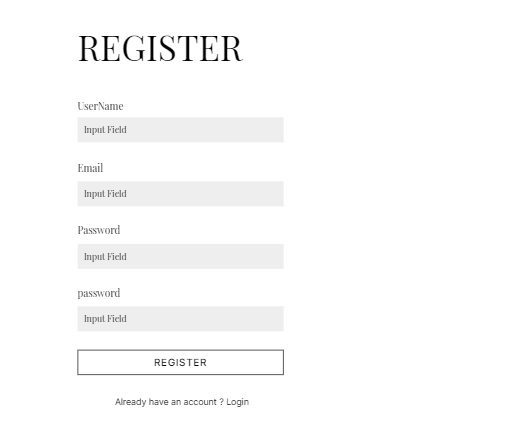 REGISTER
UserName
Input Field
Email
Input Field
Password
Input Field
password
Input Field
REGISTER
Already have an account ? Login